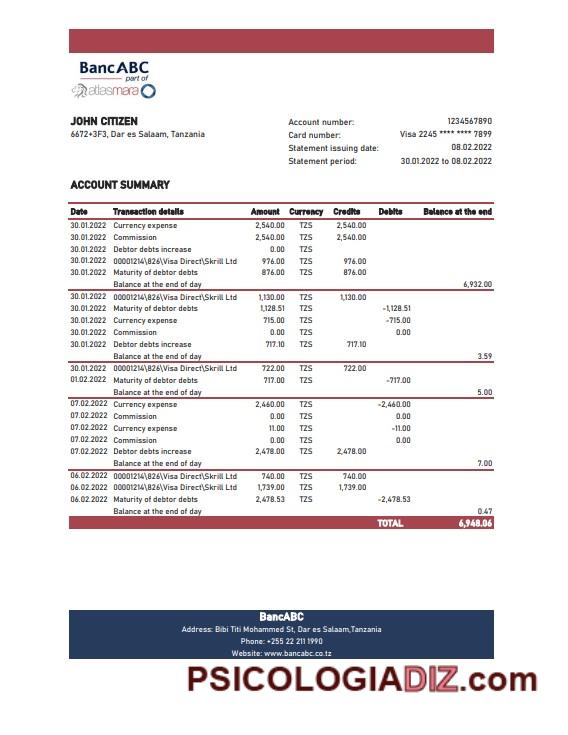 BancABC
part of
atlasmara
JOHN CITIZEN
6672+3F3, Dar es Salaam, Tanzania
Account number: 1234567890
Card number: Visa 2245 **** **** 7899
Statement issuing date: 08.02.2022
Statement period: 30.01.2022 to 08.02.2022
ACCOUNT SUMMARY
Date Transaction details Amount Currency Credits Debits Balance at the end
30.01.2022 Currency expense 2,540.00 TZS 2,540.00
30.01.2022 Commission 2,540.00 TZS 2,540.00
30.01.2022 Debtor debts increase 0.00 TZS
30.01.2022 00001214\826\Visa Direct\Skrill Ltd 976.00 TZS 976.00
30.01.2022 Maturity of debtor debts 876.00 TZS 876.00
Balance at the end of day 6,932.00
30.01.2022 00001214\826\Visa Direct\Skrill Ltd 1,130.00 TZS 1,130.00
30.01.2022 Maturity of debtor debts 1,128.51 TZS -1,128.51
30.01.2022 Currency expense 715.00 TZS -715.00
30.01.2022 Commission 0.00 TZS 0.00
30.01.2022 Debtor debts increase 717.10 TZS 717.10
Balance at the end of day 3.59
30.01.2022 00001214\826\Visa Direct\Skrill Ltd 722.00 TZS 722.00
01.02.2022 Maturity of debtor debts 717.00 TZS -717.00
Balance at the end of day 5.00
07.02.2022 Currency expense 2,460.00 TZS -2,460.00
07.02.2022 Commission 0.00 TZS 0.00
07.02.2022 Currency expense 11.00 TZS -11.00
07.02.2022 Commission 0.00 TZS 0.00
07.02.2022 Debtor debts increase 2,478.00 TZS 2,478.00
Balance at the end of day 7.00
06.02.2022 00001214\826\Visa Direct\Skrill Ltd 740.00 TZS 740.00
06.02.2022 00001214\826\Visa Direct\Skrill Ltd 1,739.00 TZS 1,739.00
06.02.2022 Maturity of debtor debts 2,478.53 TZS -2,478.53
Balance at the end of day 0.47
TOTAL 6,948.06
BancABC
Address: Bibi Titi Mohammed St, Dar es Salaam,Tanzania
Phone: +255 22 211 1990
Website: www.bancabc.co.tz
PSICOLOGIADIZ.com